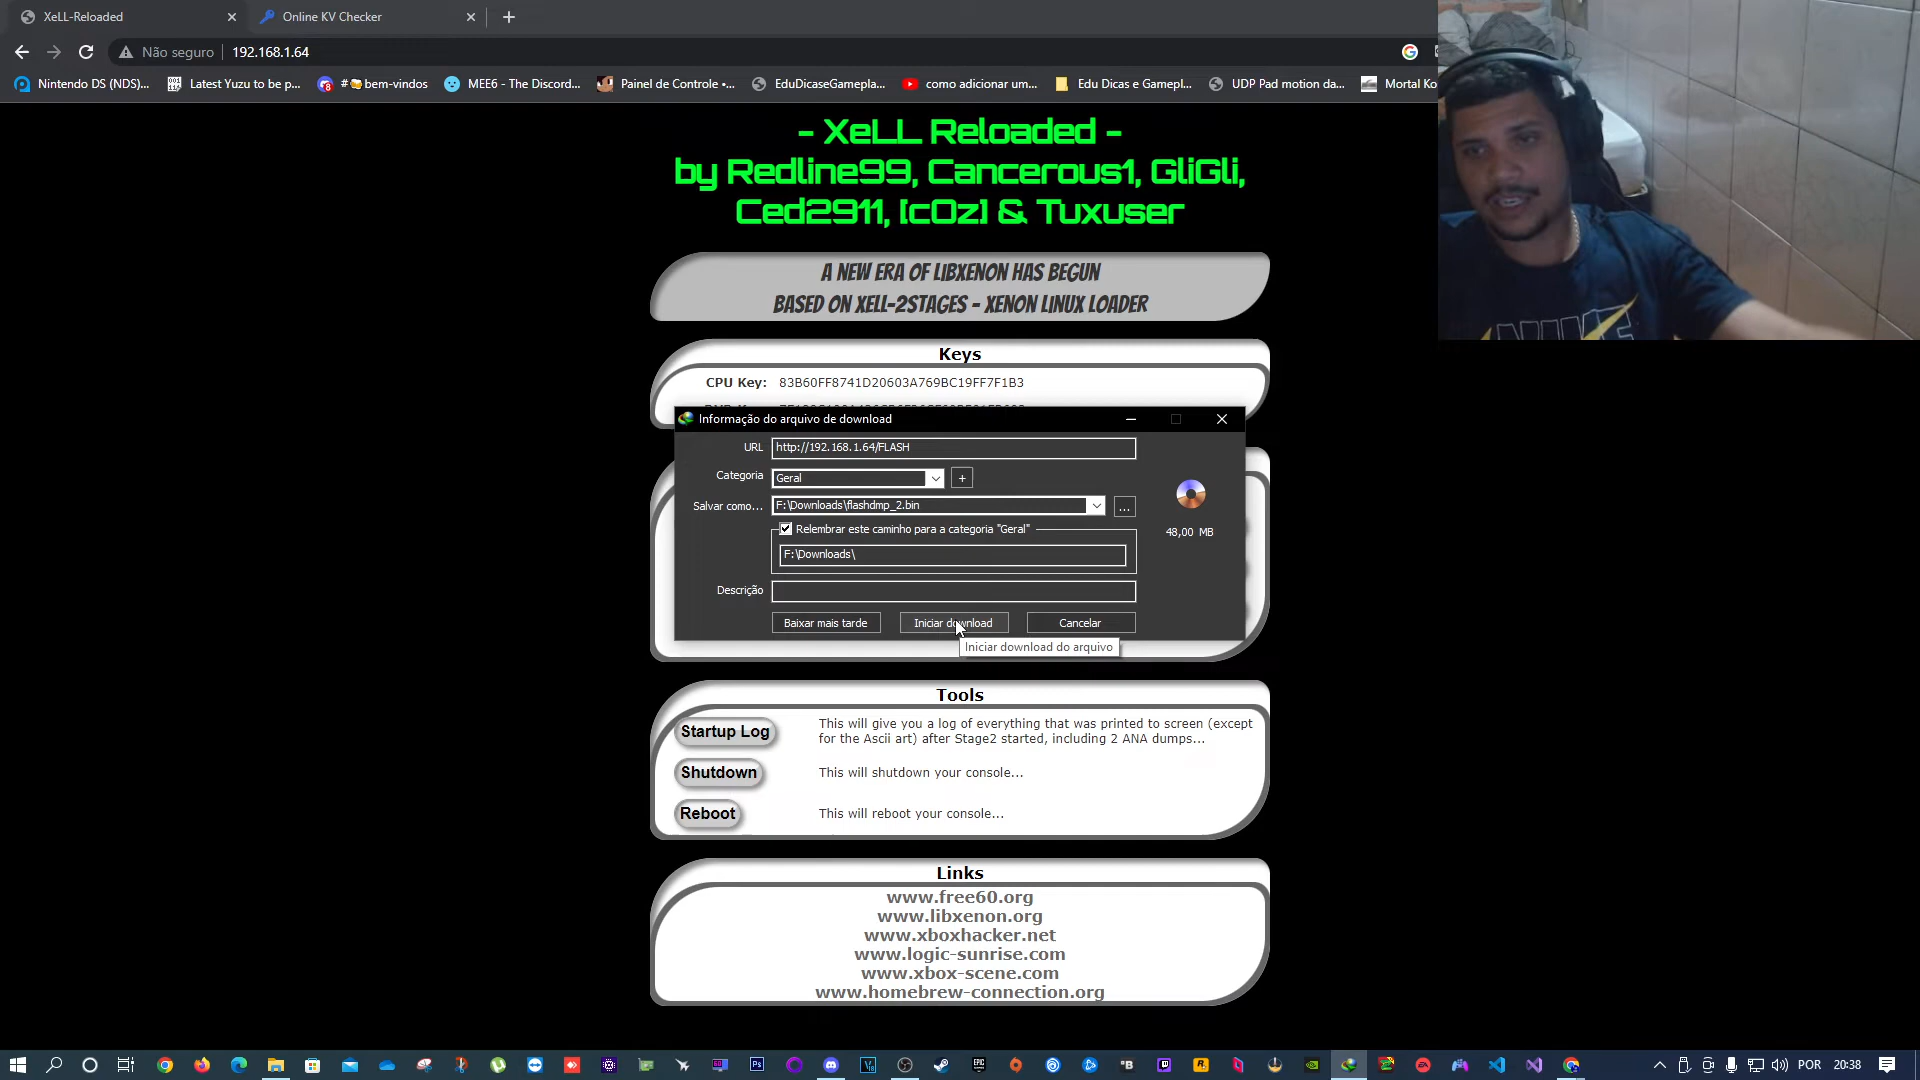 XeLL-Reloaded
Online KV Checker
Não seguro
192.168.1.64
Nintendo DS (NDS)...
Latest Yuzu to be p...
#👏bem-vindos
MEE6 - The Discord...
Painel de Controle •...
EduDicaseGamepla...
como adicionar um...
Edu Dicas e Gamepl...
UDP Pad motion da...
Mortal Ko
- XeLL Reloaded -
by Redline99, Cancerous1, GliGli,
Ced2911, [cOz] & Tuxuser
A NEW ERA OF LIBXENON HAS BEGUN
BASED ON XELL-2STAGES - XENON LINUX LOADER
Keys
CPU Key: 83B60FF8741D20603A769BC19FF7F1B3
Informação do arquivo de download
URL http://192.168.1.64/FLASH
Categoria Geral +
Salvar como... F:\Downloads\flashdmp_2.bin ...
Relembrar este caminho para a categoria "Geral"
48,00 MB
F:\Downloads\
Descrição
Baixar mais tarde
Iniciar download
Cancelar
Iniciar download do arquivo
Tools
Startup Log
This will give you a log of everything that was printed to screen (except
for the Ascii art) after Stage2 started, including 2 ANA dumps...
Shutdown
This will shutdown your console...
Reboot
This will reboot your console...
Links
www.free60.org
www.libxenon.org
www.xboxhacker.net
www.logic-sunrise.com
www.xbox-scene.com
www.homebrew-connection.org
POR
20:38